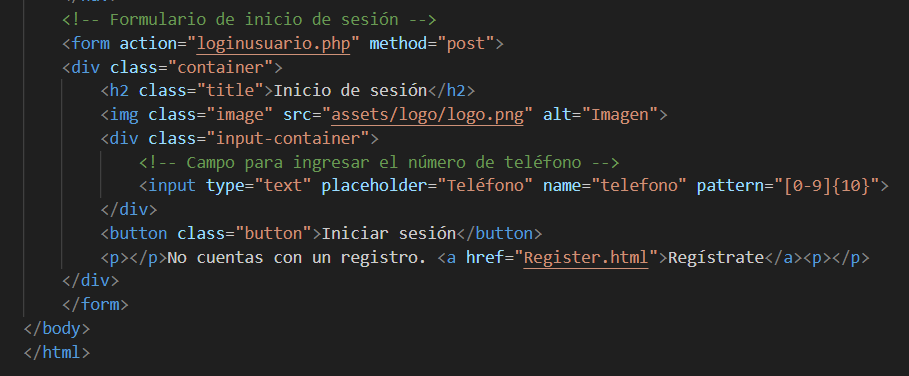 <!-- Formulario de inicio de sesión -->
<form action="loginusuario.php" method="post">
<div class="container">
<h2 class="title">Inicio de sesión</h2>
<img class="image" src="assets/logo/logo.png" alt="Imagen">
<div class="input-container">
<!-- Campo para ingresar el número de teléfono -->
<input type="text" placeholder="Teléfono" name="telefono" pattern="[0-9]{10}">
</div>
<button class="button">Iniciar sesión</button>
<p></p>No cuentas con un registro. <a href="Register.html">Regístrate</a><p></p>
</div>
</form>
</body>
</html>